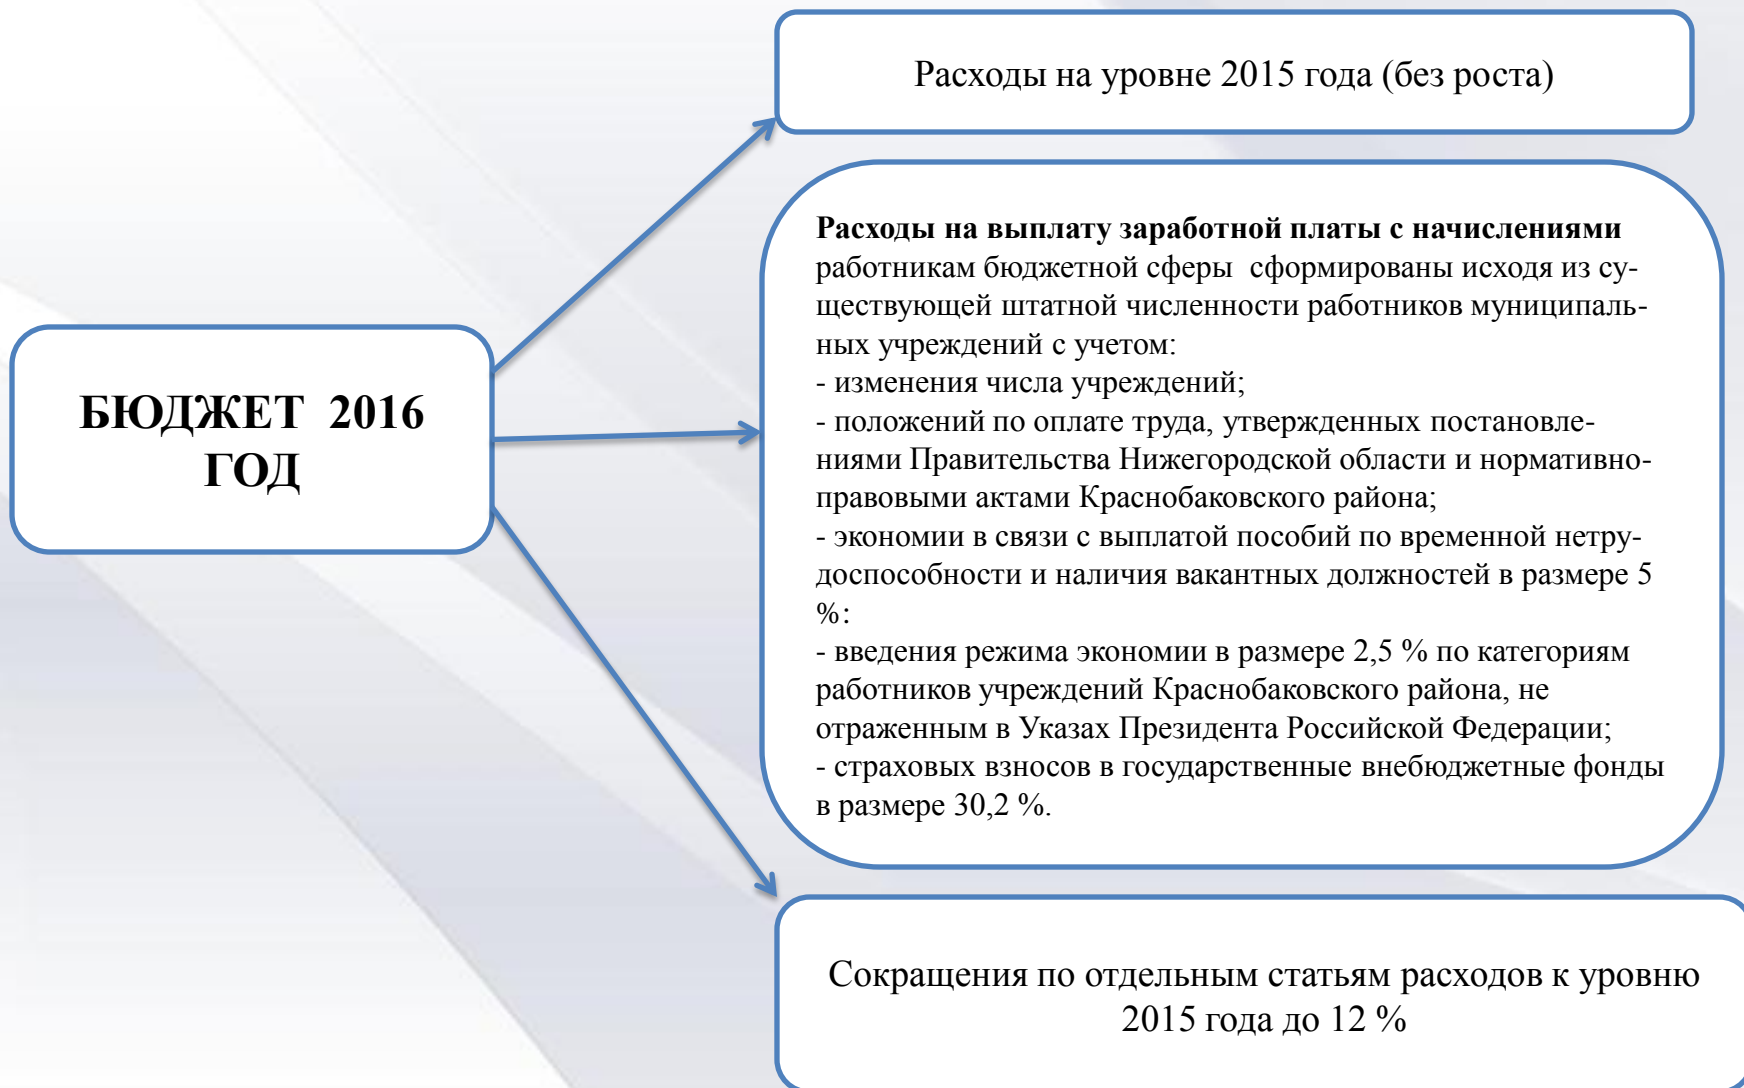 Расходы на уровне 2015 года (без роста)
БЮДЖЕТ 2016
ГОД
Расходы на выплату заработной платы с начислениями
работникам бюджетной сферы сформированы исходя из су-
ществующей штатной численности работников муниципаль-
ных учреждений с учетом:
- изменения числа учреждений;
- положений по оплате труда, утвержденных постановле-
ниями Правительства Нижегородской области и нормативно-
правовыми актами Краснобаковского района;
- экономии в связи с выплатой пособий по временной нетру-
доспособности и наличия вакантных должностей в размере 5
%:
- введения режима экономии в размере 2,5 % по категориям
работников учреждений Краснобаковского района, не
отраженным в Указах Президента Российской Федерации;
- страховых взносов в государственные внебюджетные фонды
в размере 30,2 %.
Сокращения по отдельным статьям расходов к уровню
2015 года до 12 %